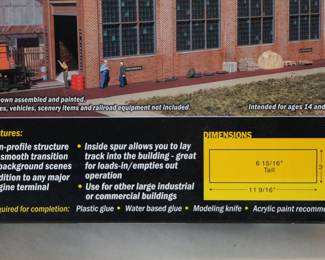 own assembled and painted.
es, vehicles, scenery items and railroad equipment not included.
Intended for ages 14 and
tures:
n-profile structure
smooth transition
background scenes
dition to any major
gine terminal
• Inside spur allows you to lay
track into the building - great
for loads-in/empties out
operation
• Use for other large industrial
or commercial buildings
DIMENSIONS
6 15/16"
Tall
3
11 9/16"
quired for completion: Plastic glue • Water based glue • Modeling knife • Acrylic paint recomm